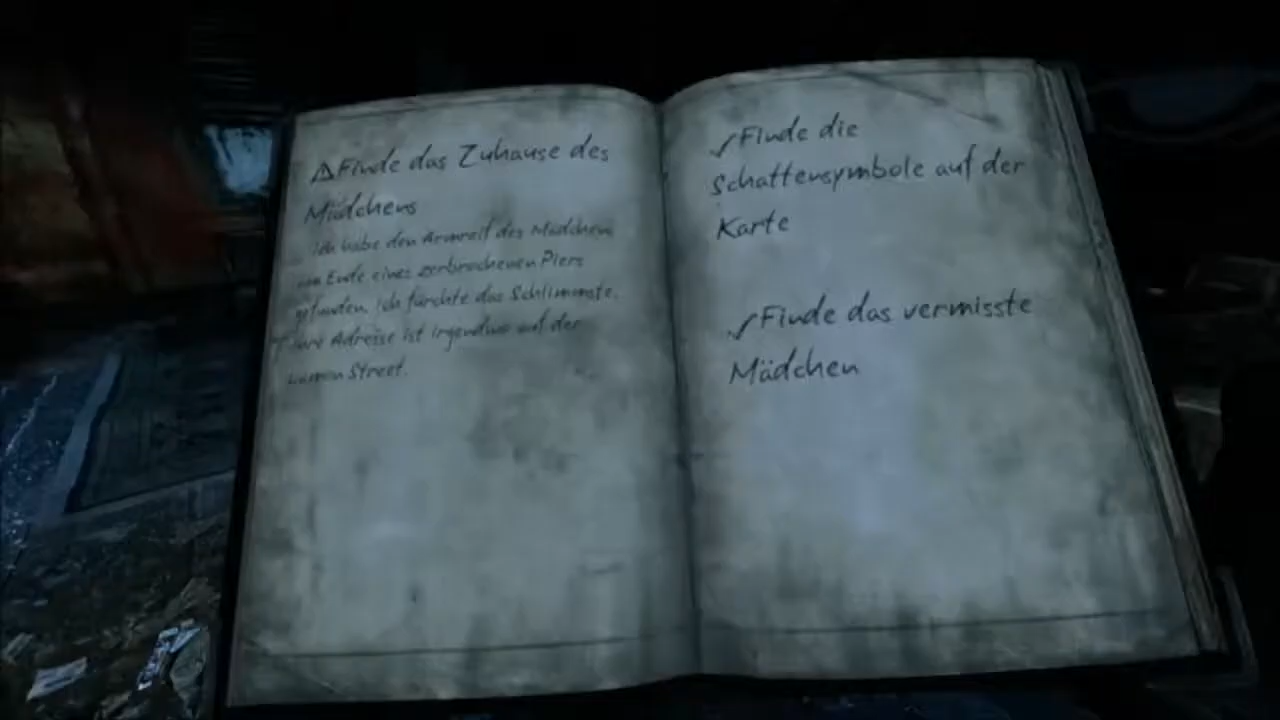 Finde das Zuhause des
Mädchens
Ich habe den Armreif des Mädchens
am Ende eines zerbrochenen Piers
gefunden. Ich fürchte das Schlimmste.
Ihre Adresse ist irgendwo auf der
Street.
✓Finde die
Schattensymbole auf der
Karte
✓Finde das vermisste
Mädchen